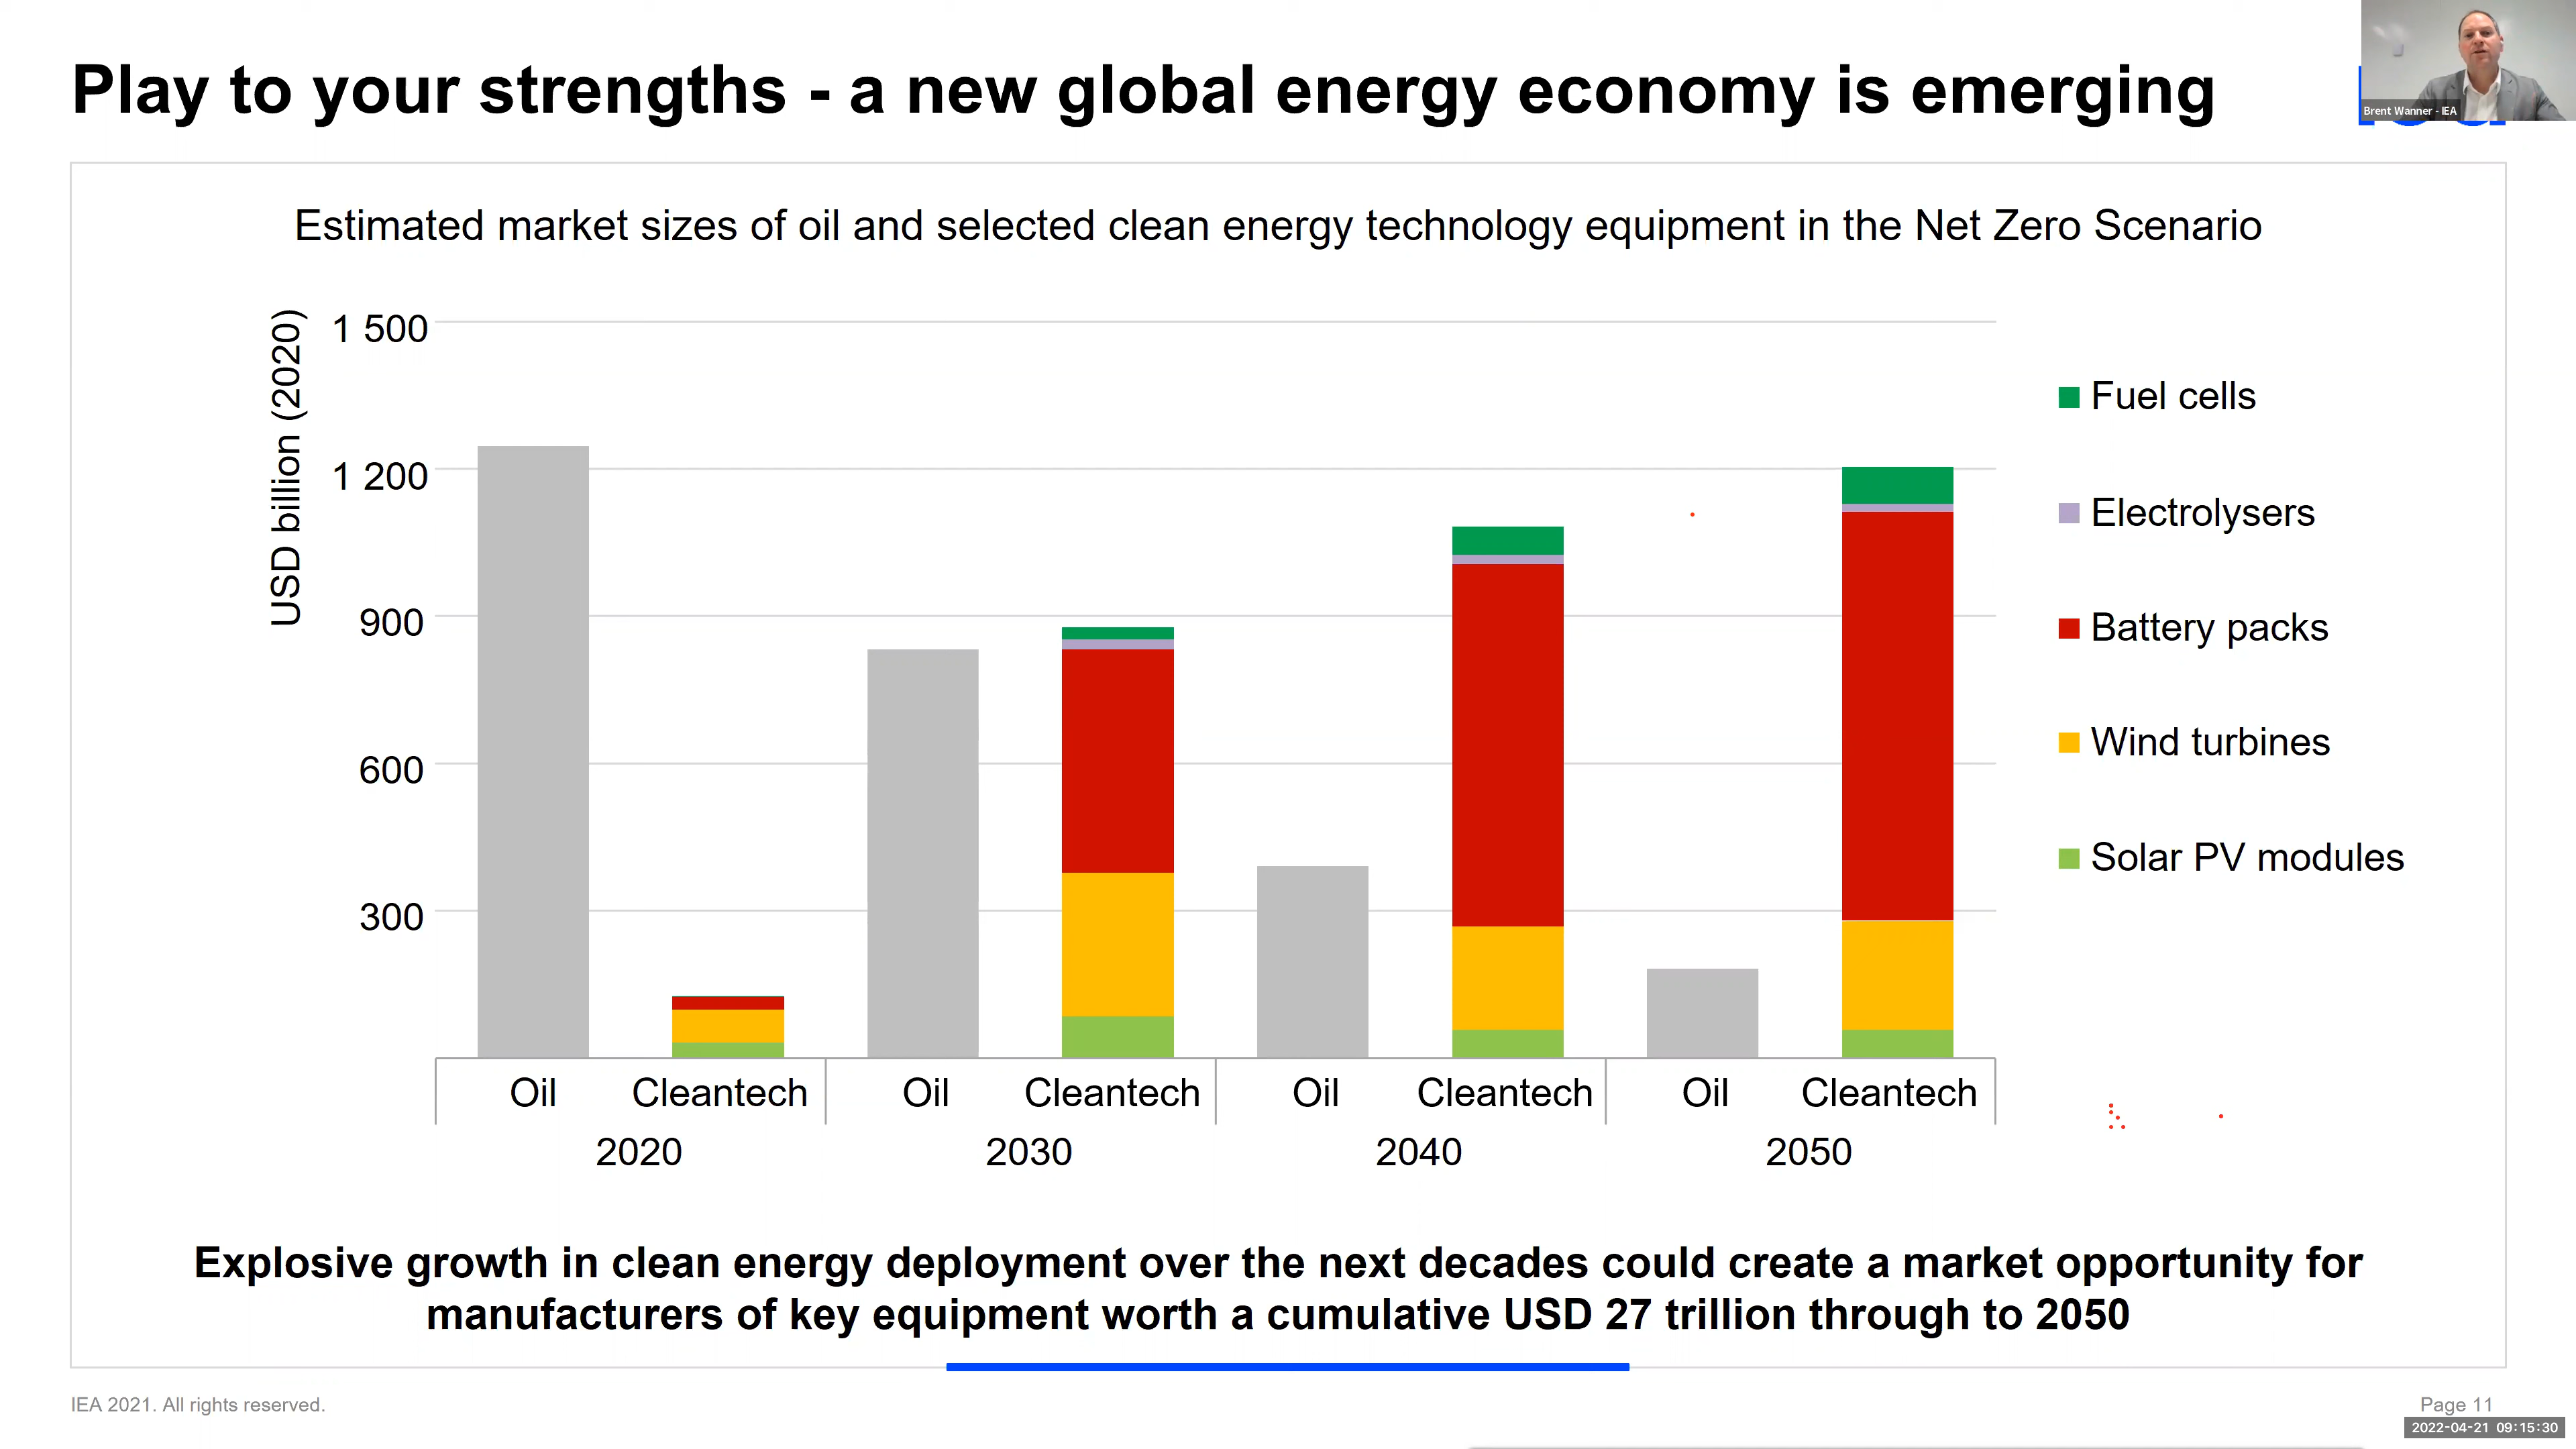 Play to your strengths - a new global energy economy is emerging
Brent Wanner - IEA
Estimated market sizes of oil and selected clean energy technology equipment in the Net Zero Scenario
USD billion (2020)
1 500
1 200
900
600
300
Fuel cells
Electrolysers
Battery packs
Wind turbines
Solar PV modules
Oil Cleantech Oil Cleantech Oil Cleantech Oil Cleantech
2020 2030 2040 2050
Explosive growth in clean energy deployment over the next decades could create a market opportunity for
manufacturers of key equipment worth a cumulative USD 27 trillion through to 2050
IEA 2021. All rights reserved.
Page 11
2022-04-21 09:15:30